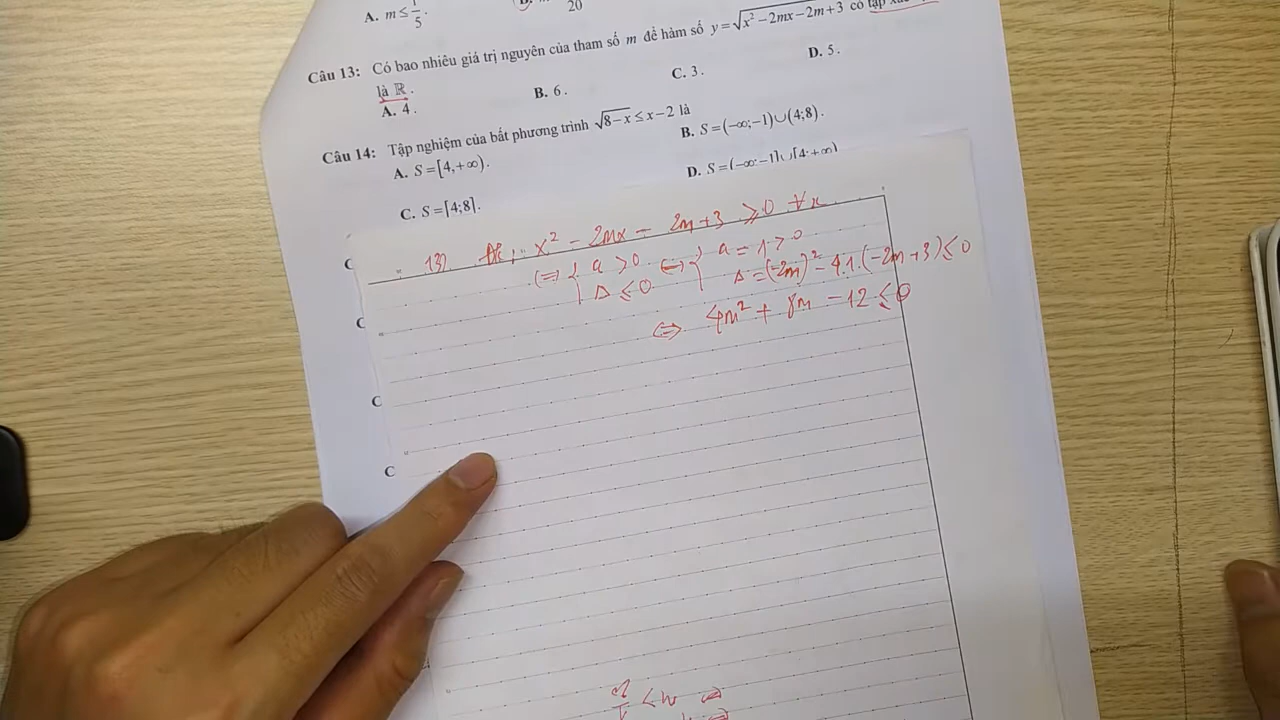 A. m ≤ 1/5.
20
Câu 13: Có bao nhiêu giá trị nguyên của tham số m để hàm số y = √(x² − 2mx − 2m + 3) có tập
là ℝ.
A. 4. B. 6. C. 3. D. 5.
Câu 14: Tập nghiệm của bất phương trình √(8−x) ≤ x−2 là
A. S = [4,+∞). B. S = (−∞;−1)∪(4;8).
C. S = [4;8]. D. S = (−∞;−1]∪[4;+∞)
13) ĐK: x² − 2mx − 2m+3 ≥ 0 ∀x
⇔ { a > 0 ⇔ { a = 1 > 0
Δ ≤ 0 Δ = (−2m)² − 4.1.(−2m+3) ≤ 0
⇔ 4m² + 8m − 12 ≤ 0
C
C
C
C